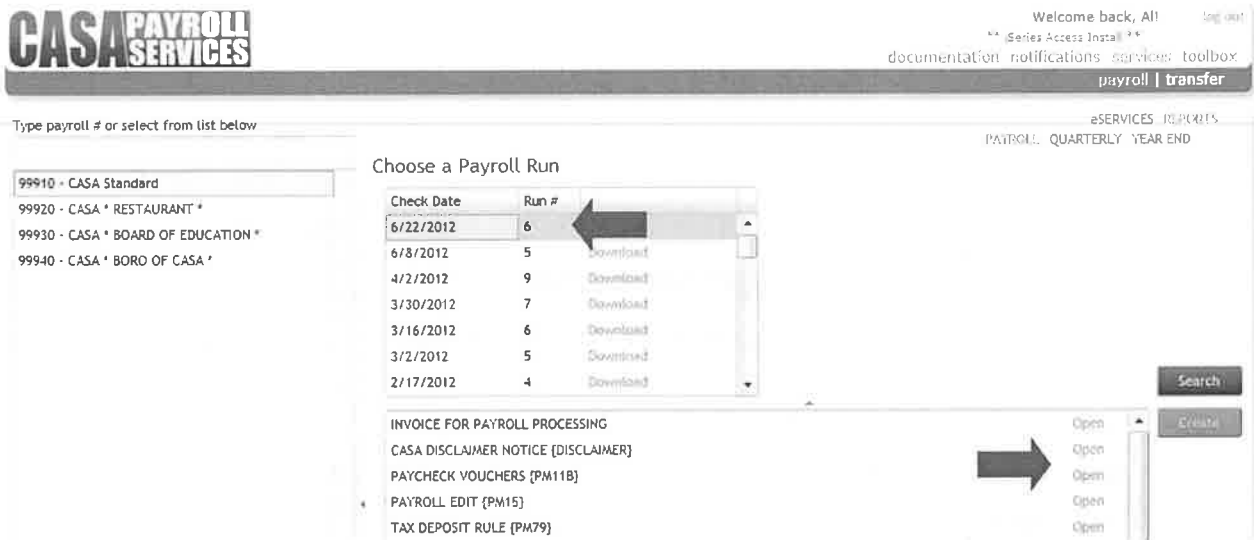 CASA PAYROLL SERVICES
Welcome back, Al! log out
** iSeries Access Install **
documentation notifications services toolbox
payroll | transfer
Type payroll # or select from list below
eSERVICES REPORTS
PAYROLL QUARTERLY YEAR END
99910 - CASA Standard
99920 - CASA * RESTAURANT *
99930 - CASA * BOARD OF EDUCATION *
99940 - CASA * BORO OF CASA *
Choose a Payroll Run
Check Date Run #
6/22/2012 6
6/8/2012 5 Download
4/2/2012 9 Download
3/30/2012 7 Download
3/16/2012 6 Download
3/2/2012 5 Download
2/17/2012 4 Download
Search
Create
INVOICE FOR PAYROLL PROCESSING Open
CASA DISCLAIMER NOTICE {DISCLAIMER} Open
PAYCHECK VOUCHERS {PM11B} Open
PAYROLL EDIT {PM15} Open
TAX DEPOSIT RULE {PM79} Open